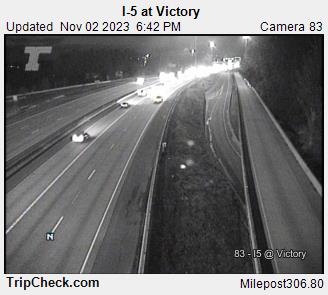 I-5 at Victory
Updated Nov 02 2023 6:42 PM Camera 83
T
N
83 - I5 @ Victory
TripCheck.com Milepost306.80